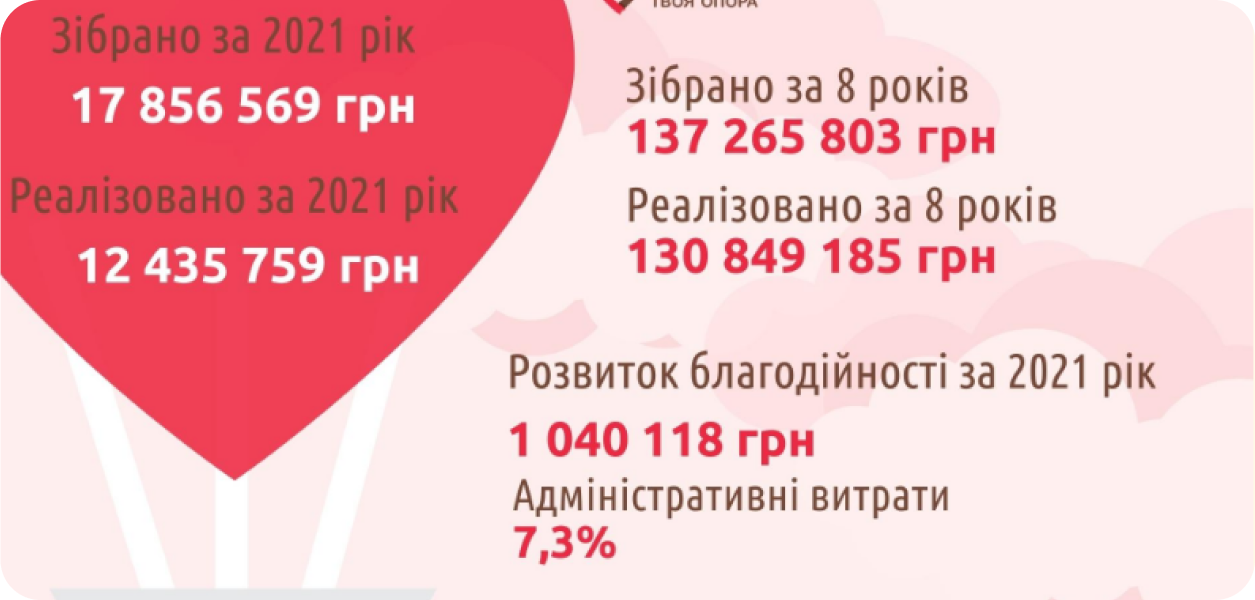 ТВОЯ ОПОРА
Зібрано за 2021 рік
17 856 569 грн
Реалізовано за 2021 рік
12 435 759 грн
Зібрано за 8 років
137 265 803 грн
Реалізовано за 8 років
130 849 185 грн
Розвиток благодійності за 2021 рік
1 040 118 грн
Адміністративні витрати
7,3%